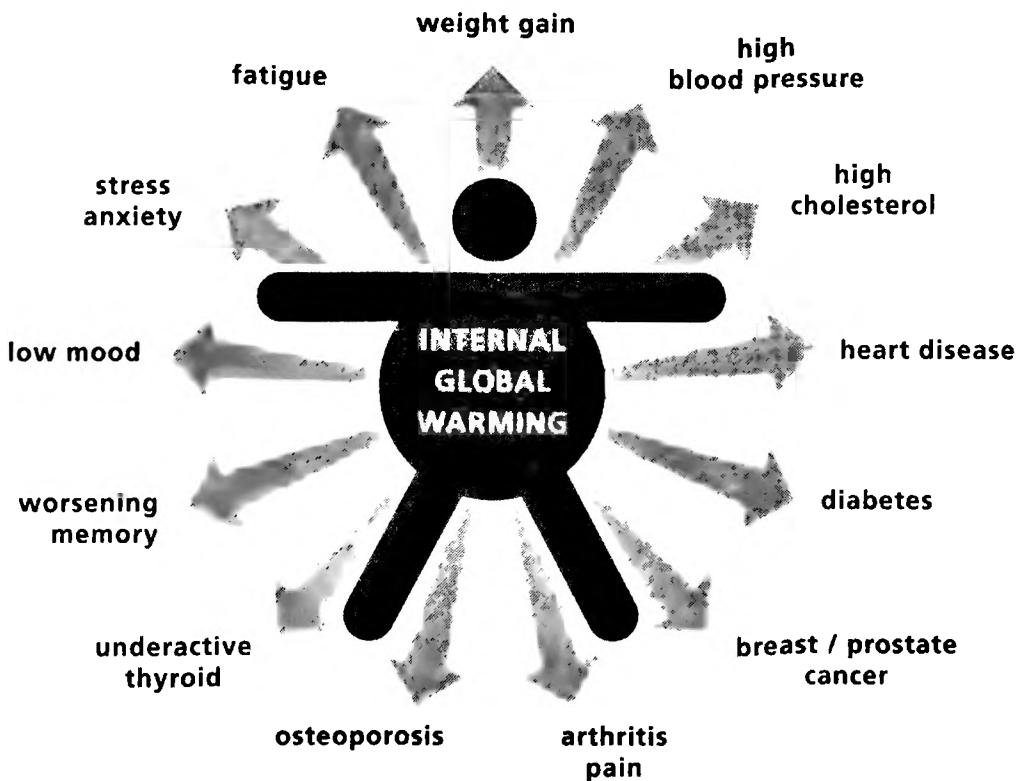 weight gain
high
blood pressure
fatigue
high
cholesterol
stress
anxiety
INTERNAL
GLOBAL
WARMING
low mood
heart disease
worsening
memory
diabetes
underactive
thyroid
breast / prostate
cancer
osteoporosis
arthritis
pain